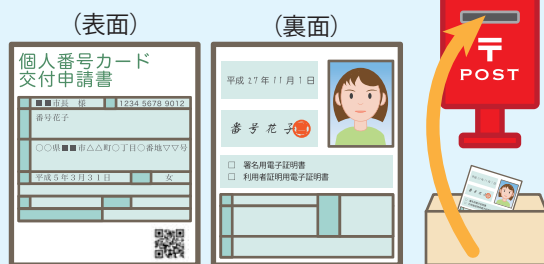 （表面）
個人番号カード
交付申請書
■■市長 様 1234 5678 9012
番号花子
○○県■■市△△町○丁目○番地▽▽号
平成5年3月31日 女
（裏面）
平成27年11月1日
番号花子
□ 署名用電子証明書
□ 利用者証明用電子証明書
〒
POST